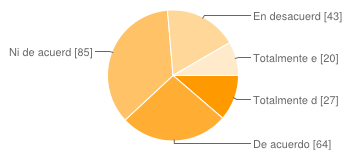 En desacuerd [43]
Ni de acuerd [85]
Totalmente e [20]
Totalmente d [27]
De acuerdo [64]